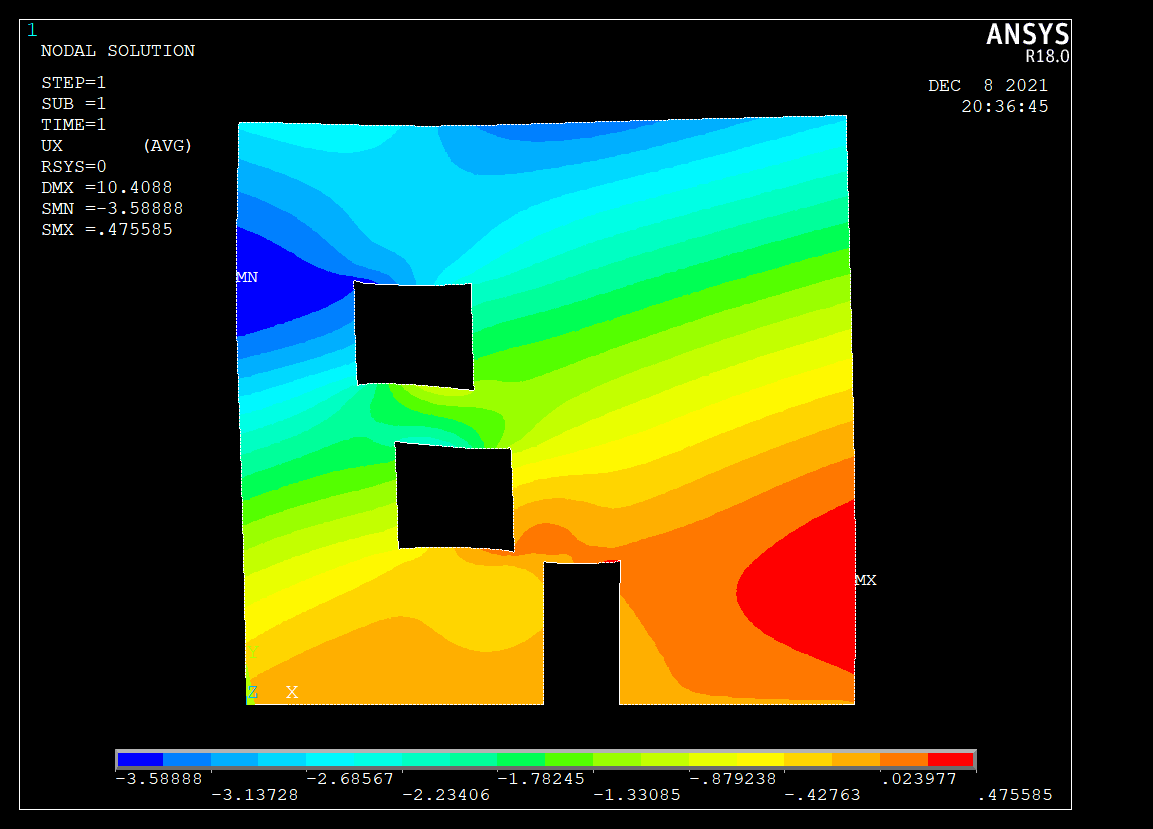 1
ANSYS
R18.0
NODAL SOLUTION
DEC  8 2021
20:36:45
STEP=1
SUB =1
TIME=1
UX       (AVG)
RSYS=0
DMX =10.4088
SMN =-3.58888
SMX =.475585
MN
MX
Z X
-3.58888 -2.68567 -1.78245 -.879238 .023977
-3.13728 -2.23406 -1.33085 -.42763 .475585